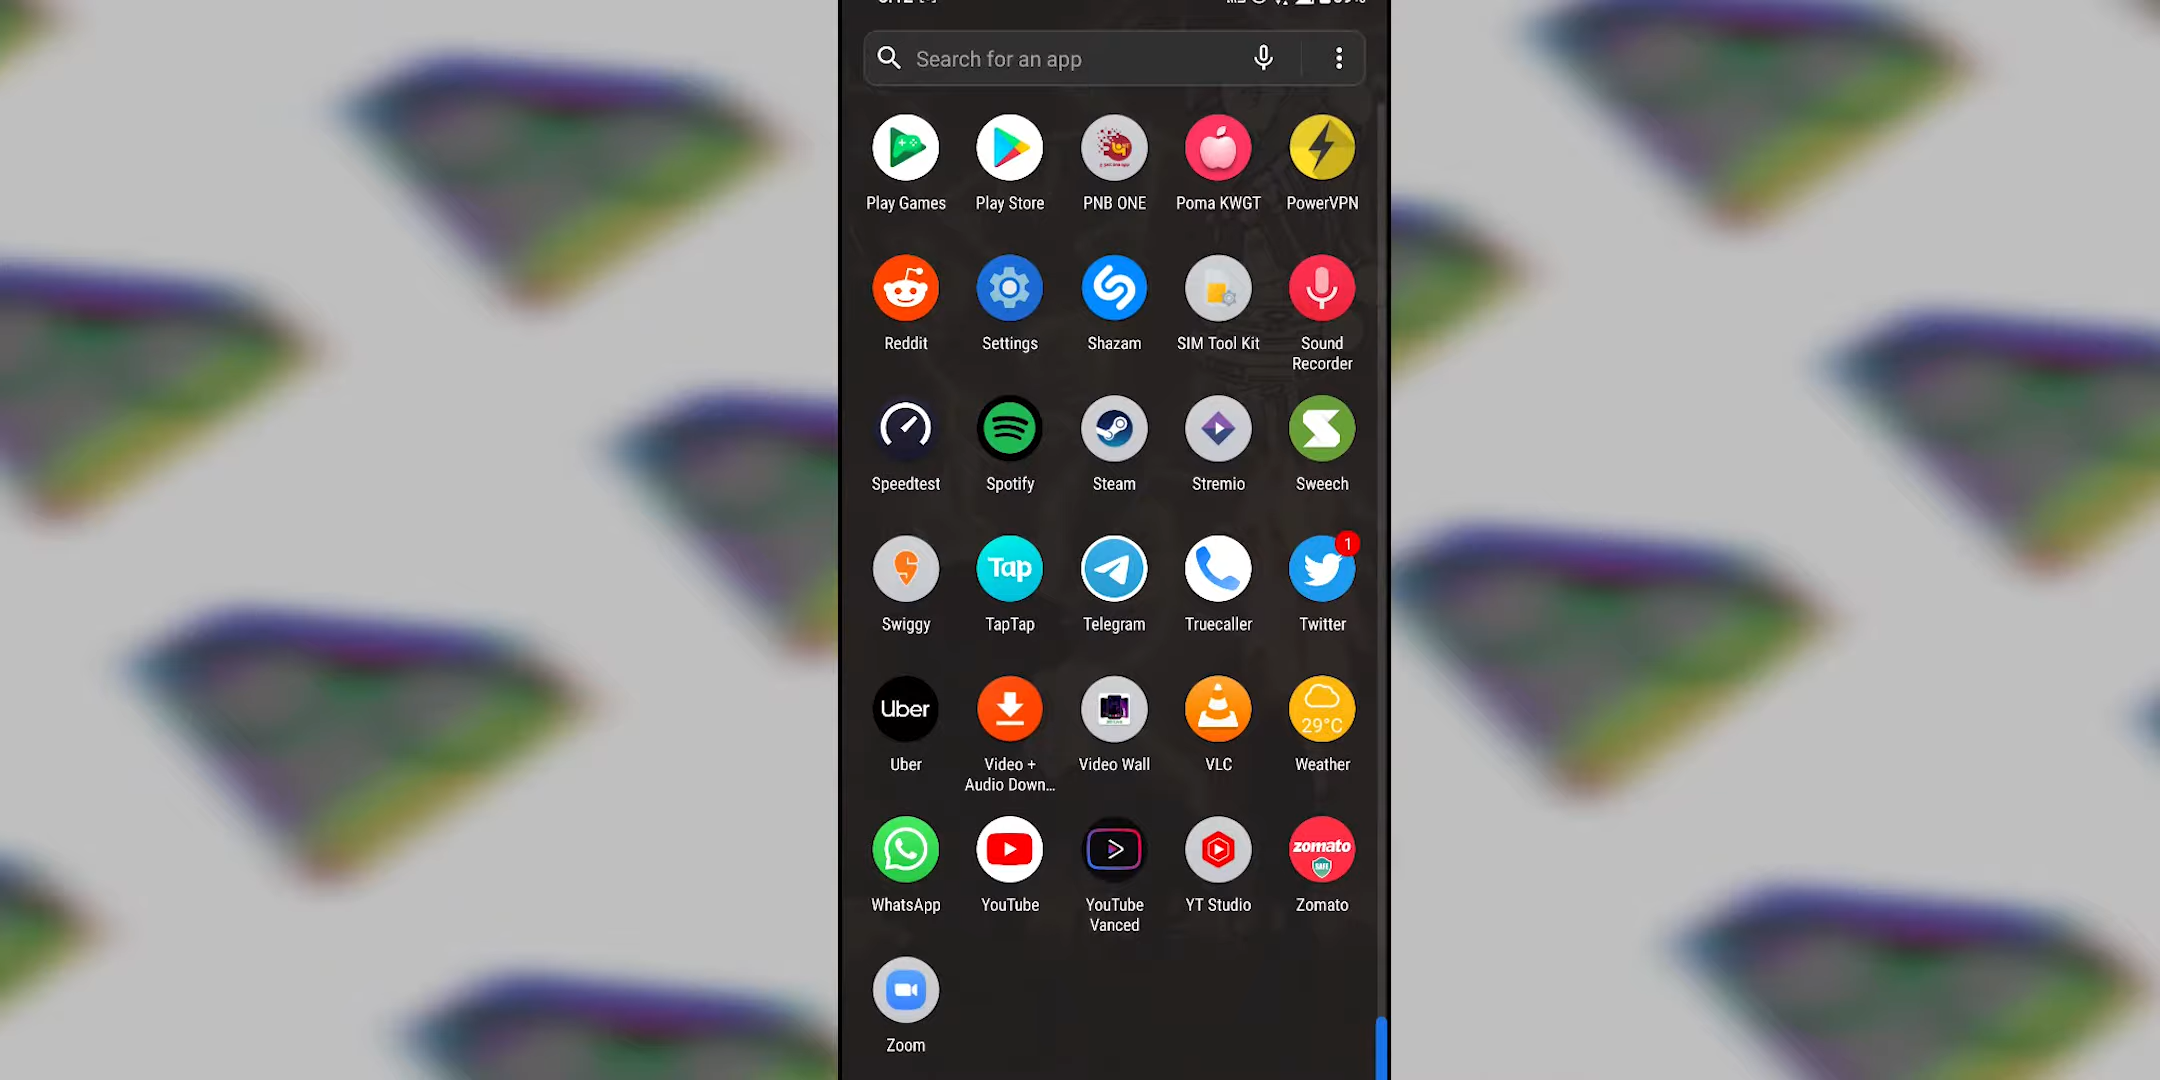 Search for an app
Play Games
Play Store
PNB ONE
Poma KWGT
PowerVPN
Reddit
Settings
Shazam
SIM Tool Kit
Sound
Recorder
Speedtest
Spotify
Steam
Stremio
Sweech
Tap
1
Swiggy
TapTap
Telegram
Truecaller
Twitter
Uber
29°C
Uber
Video +
Audio Down...
Video Wall
VLC
Weather
zomato
SAFE
WhatsApp
YouTube
YouTube
Vanced
YT Studio
Zomato
Zoom